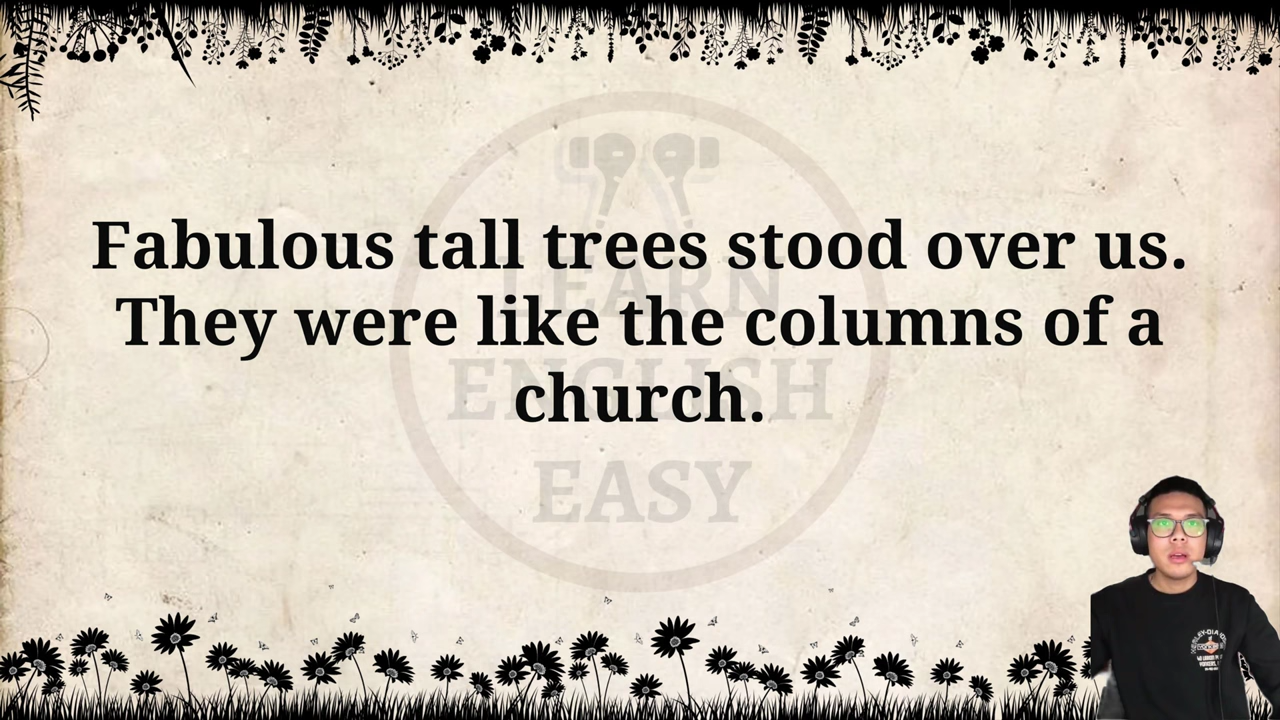 Fabulous tall trees stood over us.
They were like the columns of a
church.
LEARN
ENGLISH
EASY